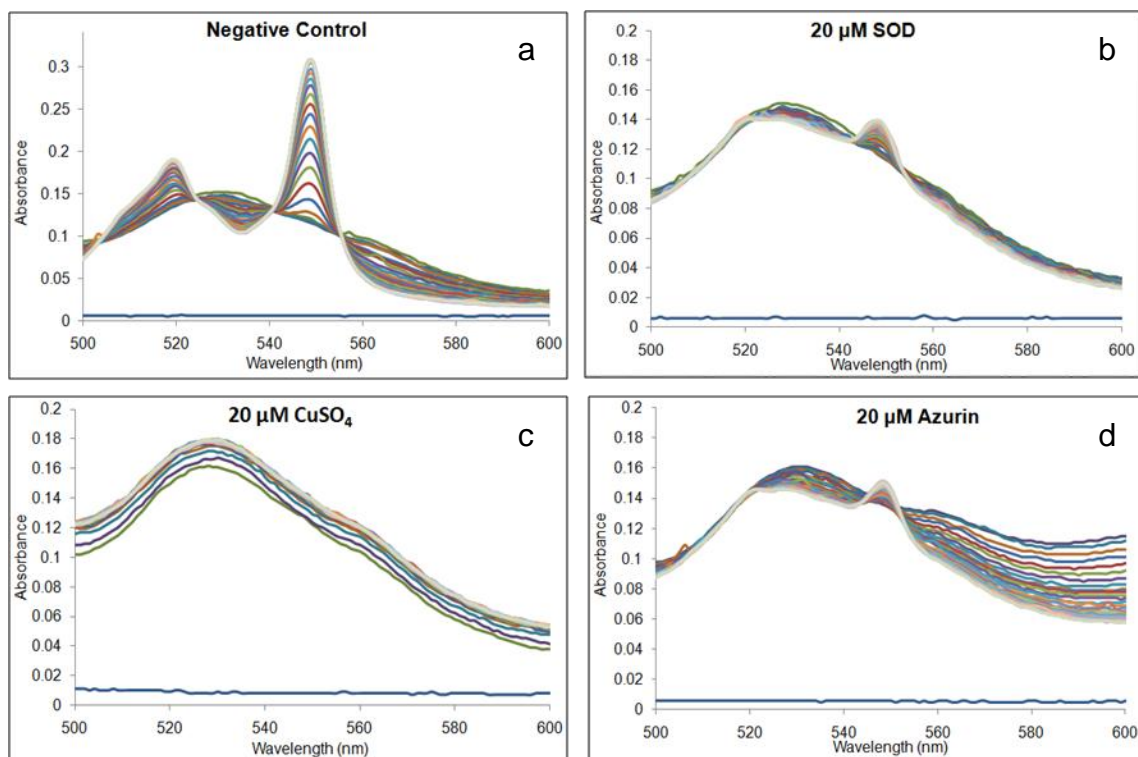 Negative Control
a
0.3
0.25
0.2
0.15
0.1
0.05
0
Absorbance
500 520 540 560 580 600
Wavelength (nm)
20 µM SOD
b
0.2
0.18
0.16
0.14
0.12
0.1
0.08
0.06
0.04
0.02
0
Absorbance
500 520 540 560 580 600
Wavelength (nm)
20 µM CuSO₄
c
0.2
0.18
0.16
0.14
0.12
0.1
0.08
0.06
0.04
0.02
0
Absorbance
500 520 540 560 580 600
Wavelength (nm)
20 µM Azurin
d
0.2
0.18
0.16
0.14
0.12
0.1
0.08
0.06
0.04
0.02
0
Absorbance
500 520 540 560 580 600
Wavelength (nm)